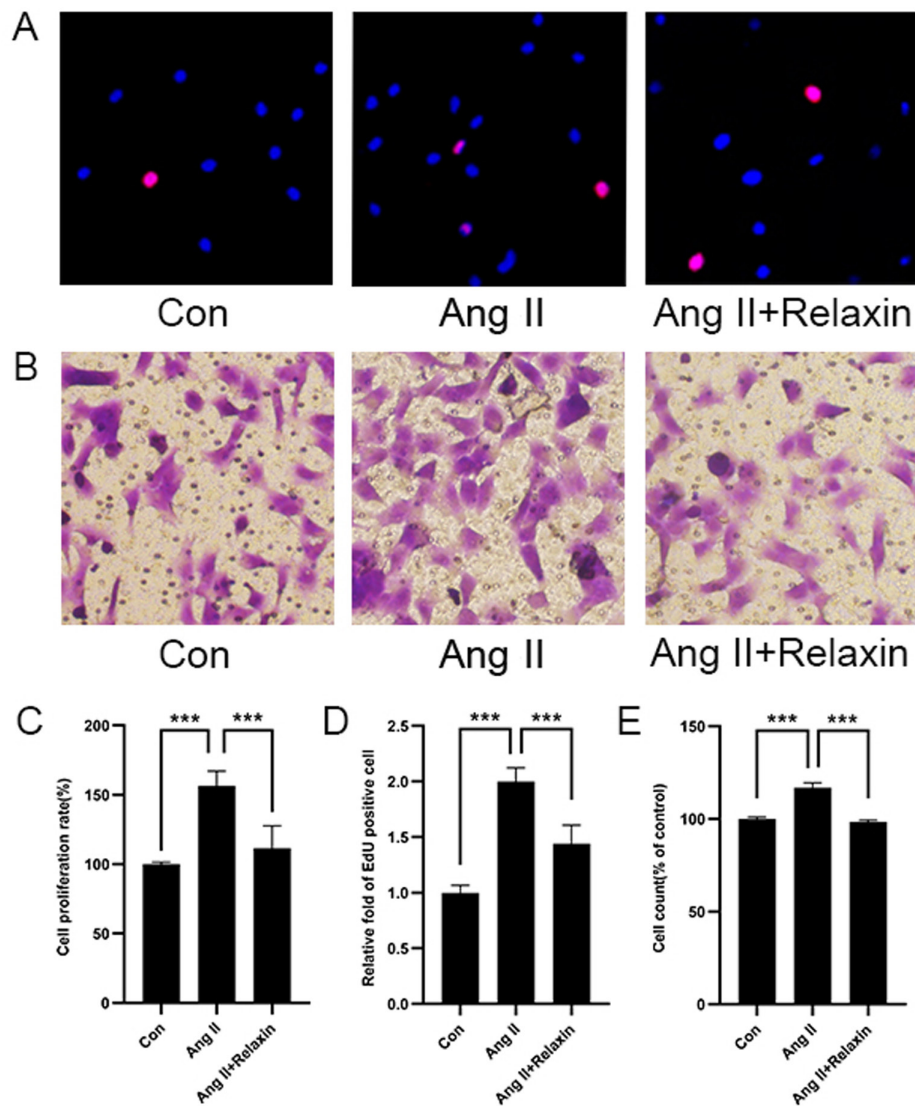 A
Con
Ang II
Ang II+Relaxin
B
Con
Ang II
Ang II+Relaxin
C
Cell proliferation rate(%)
200
150
100
50
0
***
***
Con
Ang II
Ang II+Relaxin
D
Relative fold of EdU positive cell
2.5
2.0
1.5
1.0
0.5
0.0
***
***
Con
Ang II
Ang II+Relaxin
E
Cell count(% of control)
150
100
50
0
***
***
Con
Ang II
Ang II+Relaxin